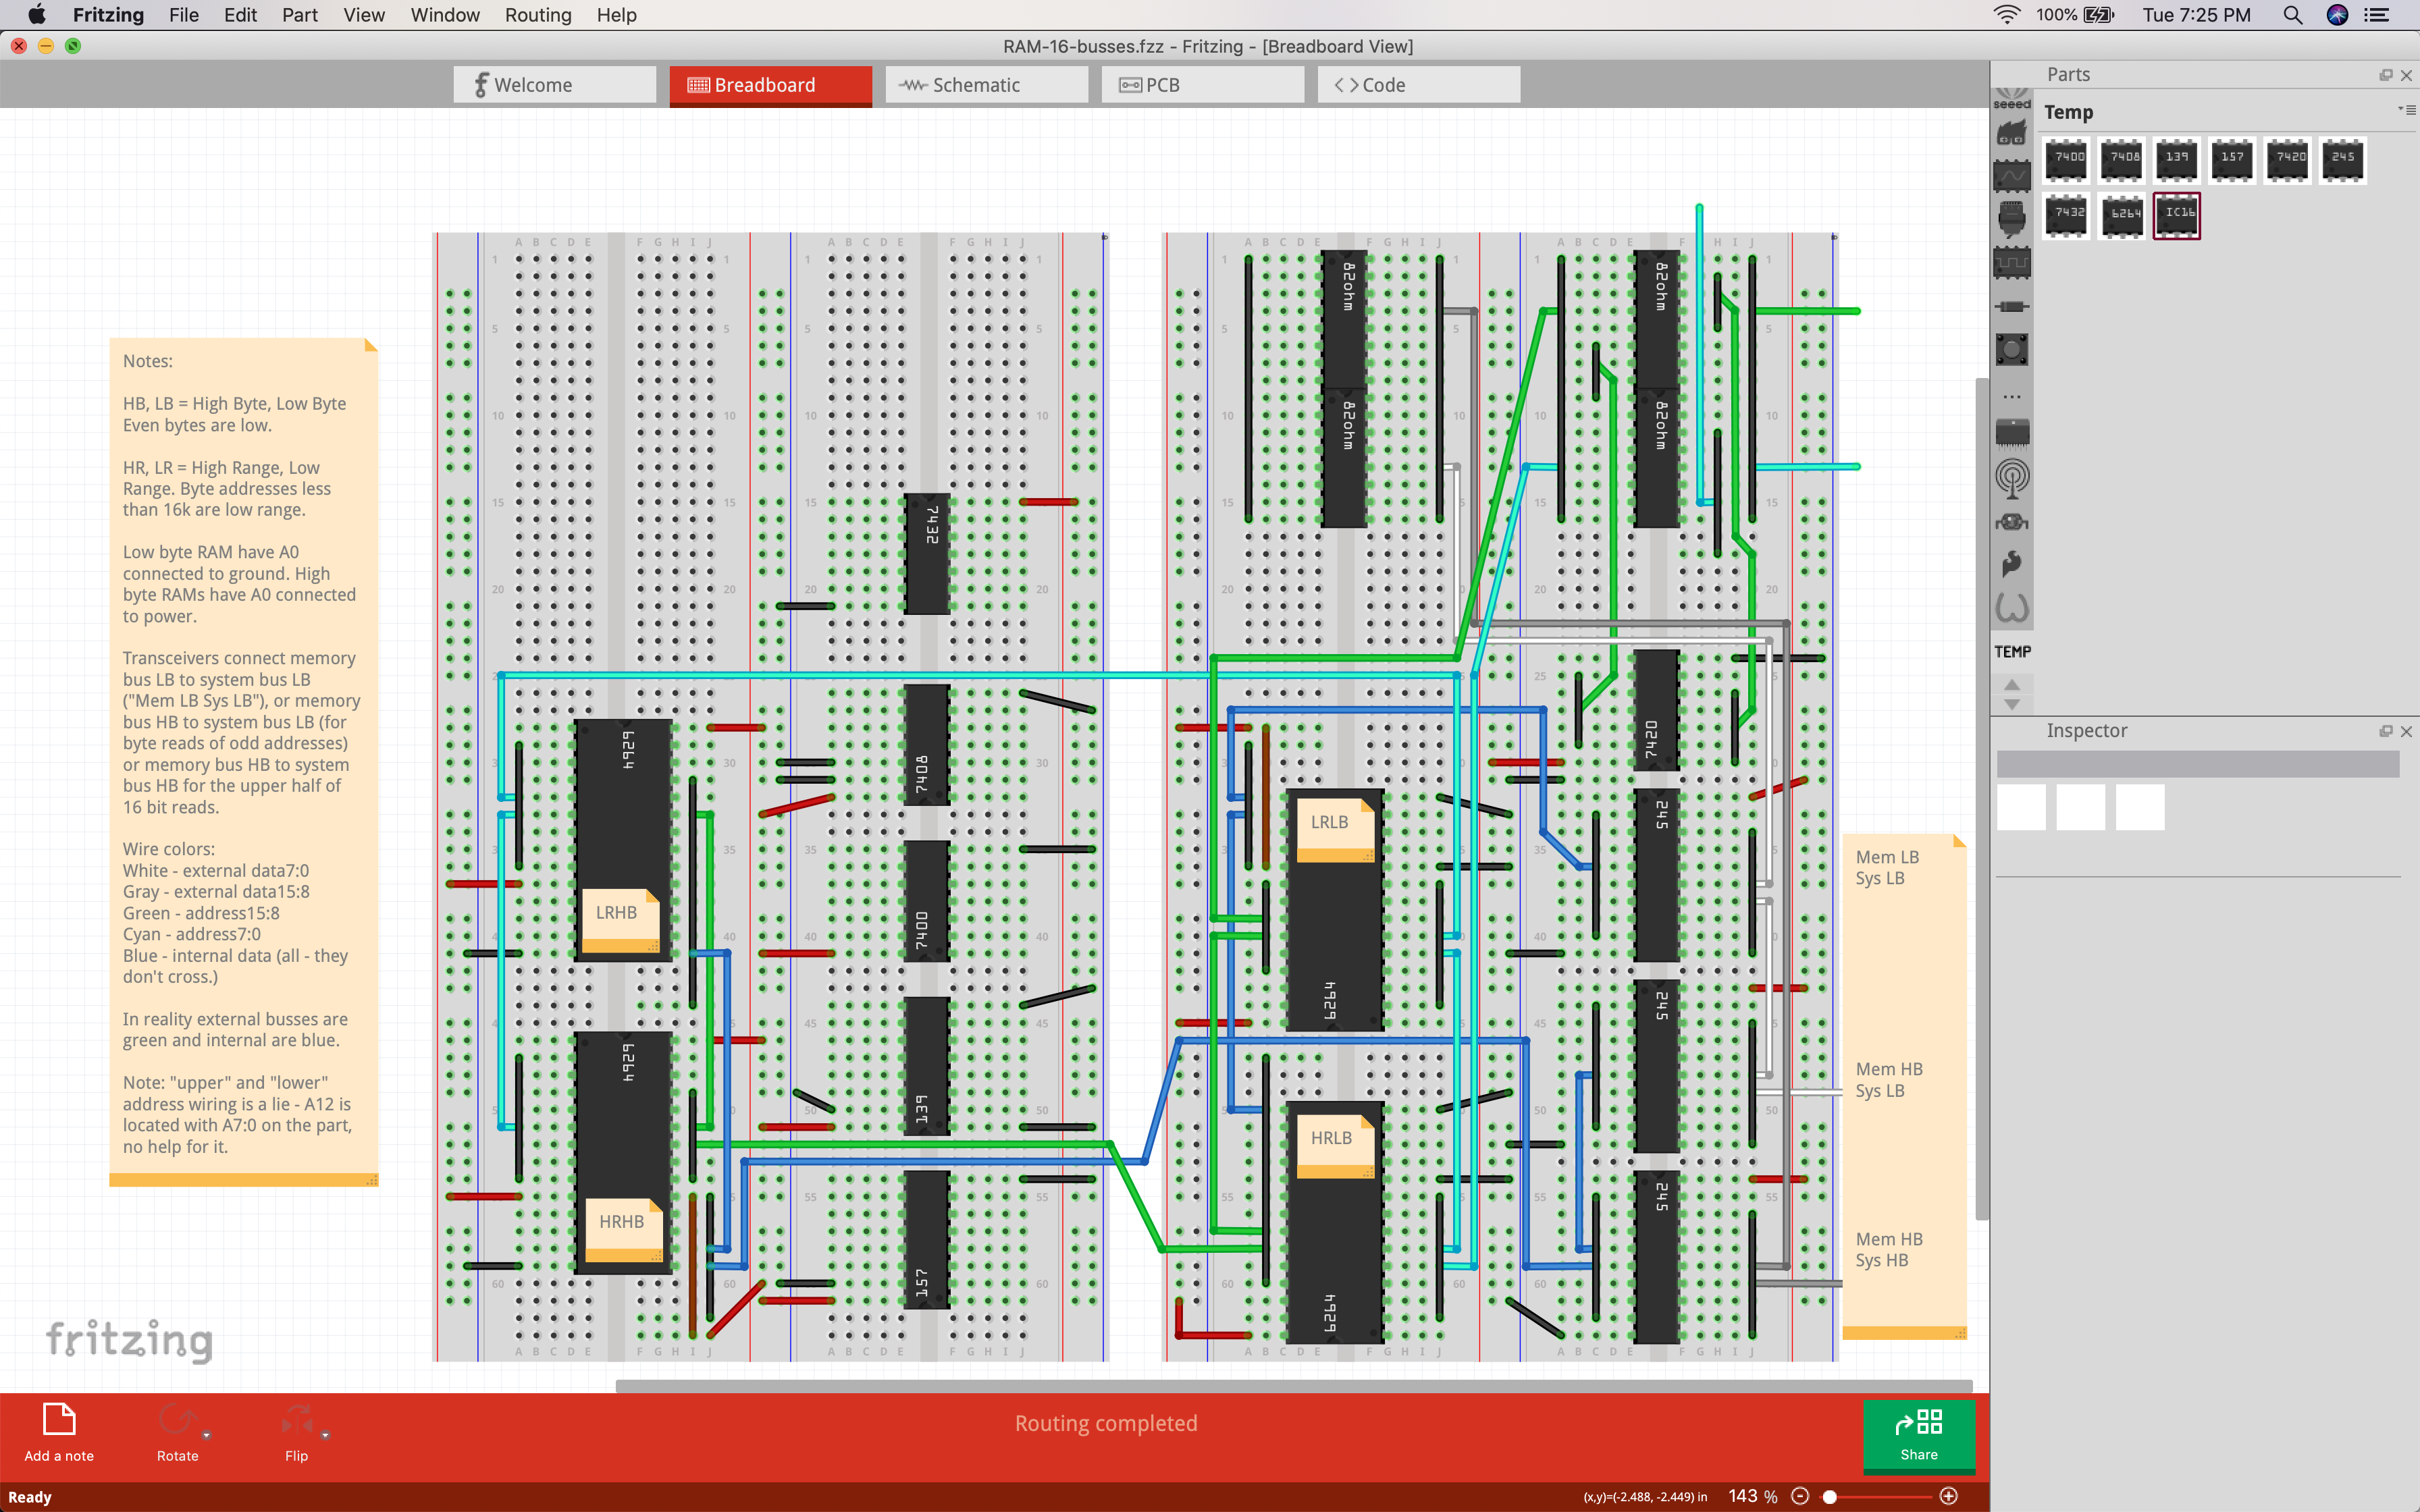 Fritzing File Edit Part View Window Routing Help
100% Tue 7:25 PM
RAM-16-busses.fzz - Fritzing - [Breadboard View]
Welcome
Breadboard
Schematic
PCB
Code
Parts
seeed
Temp
7400 7408 139 157 7420 245
7432 6264 IC16
...
TEMP
Inspector
Notes:
HB, LB = High Byte, Low Byte
Even bytes are low.
HR, LR = High Range, Low
Range. Byte addresses less
than 16k are low range.
Low byte RAM have A0
connected to ground. High
byte RAMs have A0 connected
to power.
Transceivers connect memory
bus LB to system bus LB
("Mem LB Sys LB"), or memory
bus HB to system bus LB (for
byte reads of odd addresses)
or memory bus HB to system
bus HB for the upper half of
16 bit reads.
Wire colors:
White - external data7:0
Gray - external data15:8
Green - address15:8
Cyan - address7:0
Blue - internal data (all - they
don't cross.)
In reality external busses are
green and internal are blue.
Note: "upper" and "lower"
address wiring is a lie - A12 is
located with A7:0 on the part,
no help for it.
6264
LRHB
6264
HRHB
7432
7408
7400
139
157
82ohm
82ohm
LRLB
6264
HRLB
6264
82ohm
82ohm
7420
245
245
245
Mem LB
Sys LB
Mem HB
Sys LB
Mem HB
Sys HB
fritzing
Add a note
Rotate
Flip
Routing completed
Share
Ready
(x,y)=(-2.488, -2.449) in 143 %